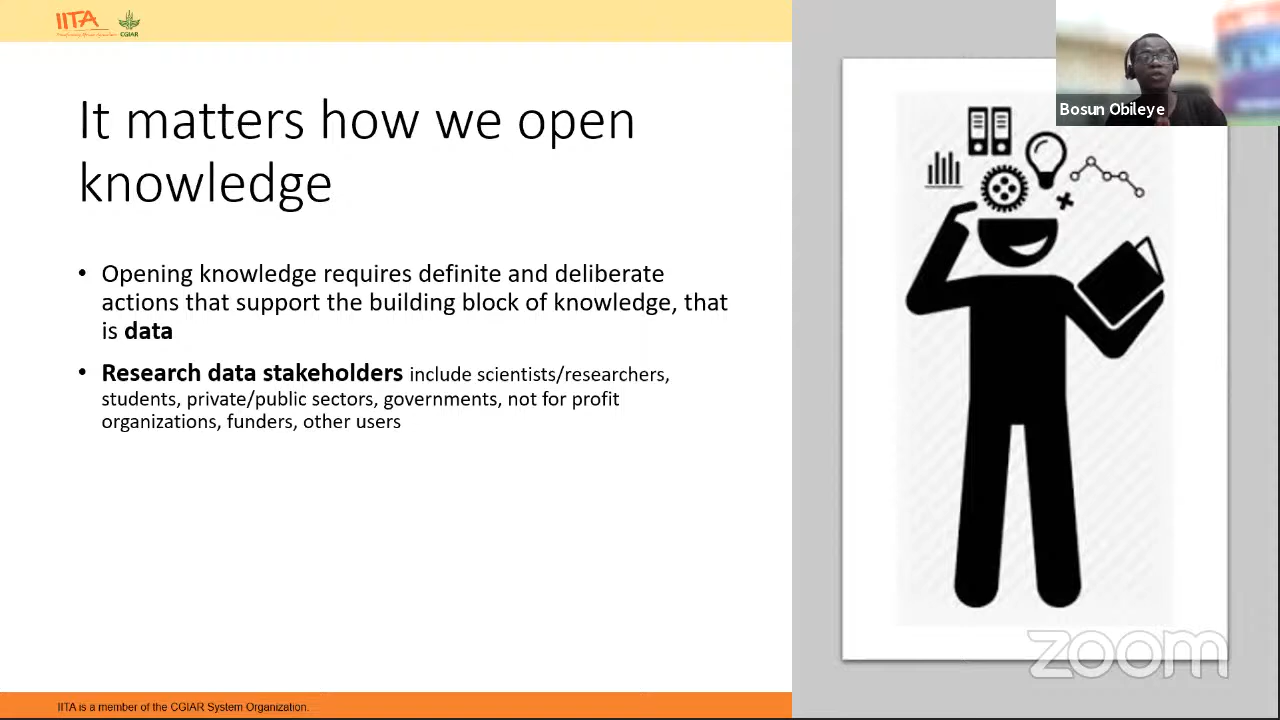 IITA
CGIAR
Bosun Obileye
It matters how we open
knowledge
• Opening knowledge requires definite and deliberate
actions that support the building block of knowledge, that
is data
• Research data stakeholders include scientists/researchers,
students, private/public sectors, governments, not for profit
organizations, funders, other users
zoom
IITA is a member of the CGIAR System Organization.